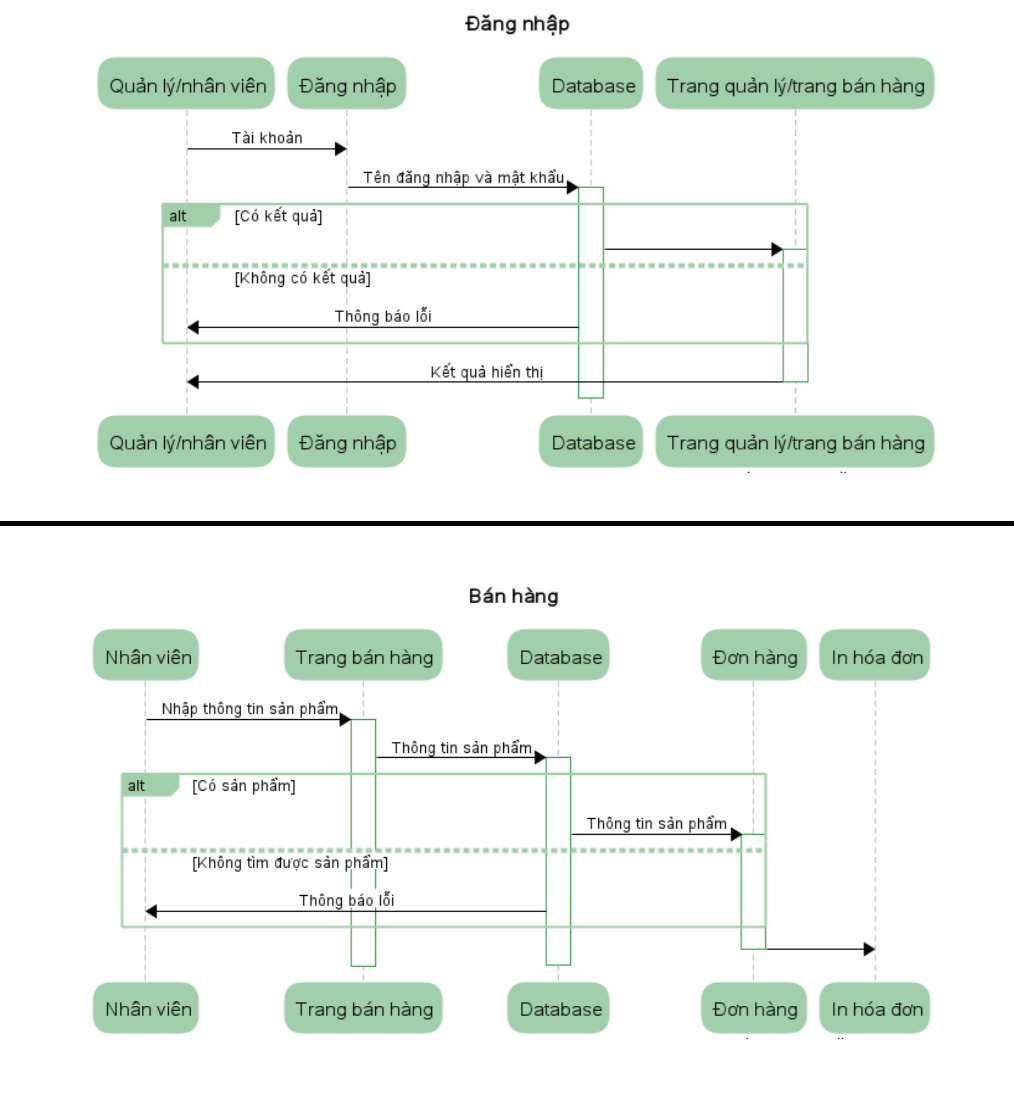 Đăng nhập
Quản lý/nhân viên
Đăng nhập
Database
Trang quản lý/trang bán hàng
Tài khoản
Tên đăng nhập và mật khẩu
alt
[Có kết quả]
[Không có kết quả]
Thông báo lỗi
Kết quả hiển thị
Quản lý/nhân viên
Đăng nhập
Database
Trang quản lý/trang bán hàng
Bán hàng
Nhân viên
Trang bán hàng
Database
Đơn hàng
In hóa đơn
Nhập thông tin sản phẩm
Thông tin sản phẩm
alt
[Có sản phẩm]
Thông tin sản phẩm
[Không tìm được sản phẩm]
Thông báo lỗi
Nhân viên
Trang bán hàng
Database
Đơn hàng
In hóa đơn